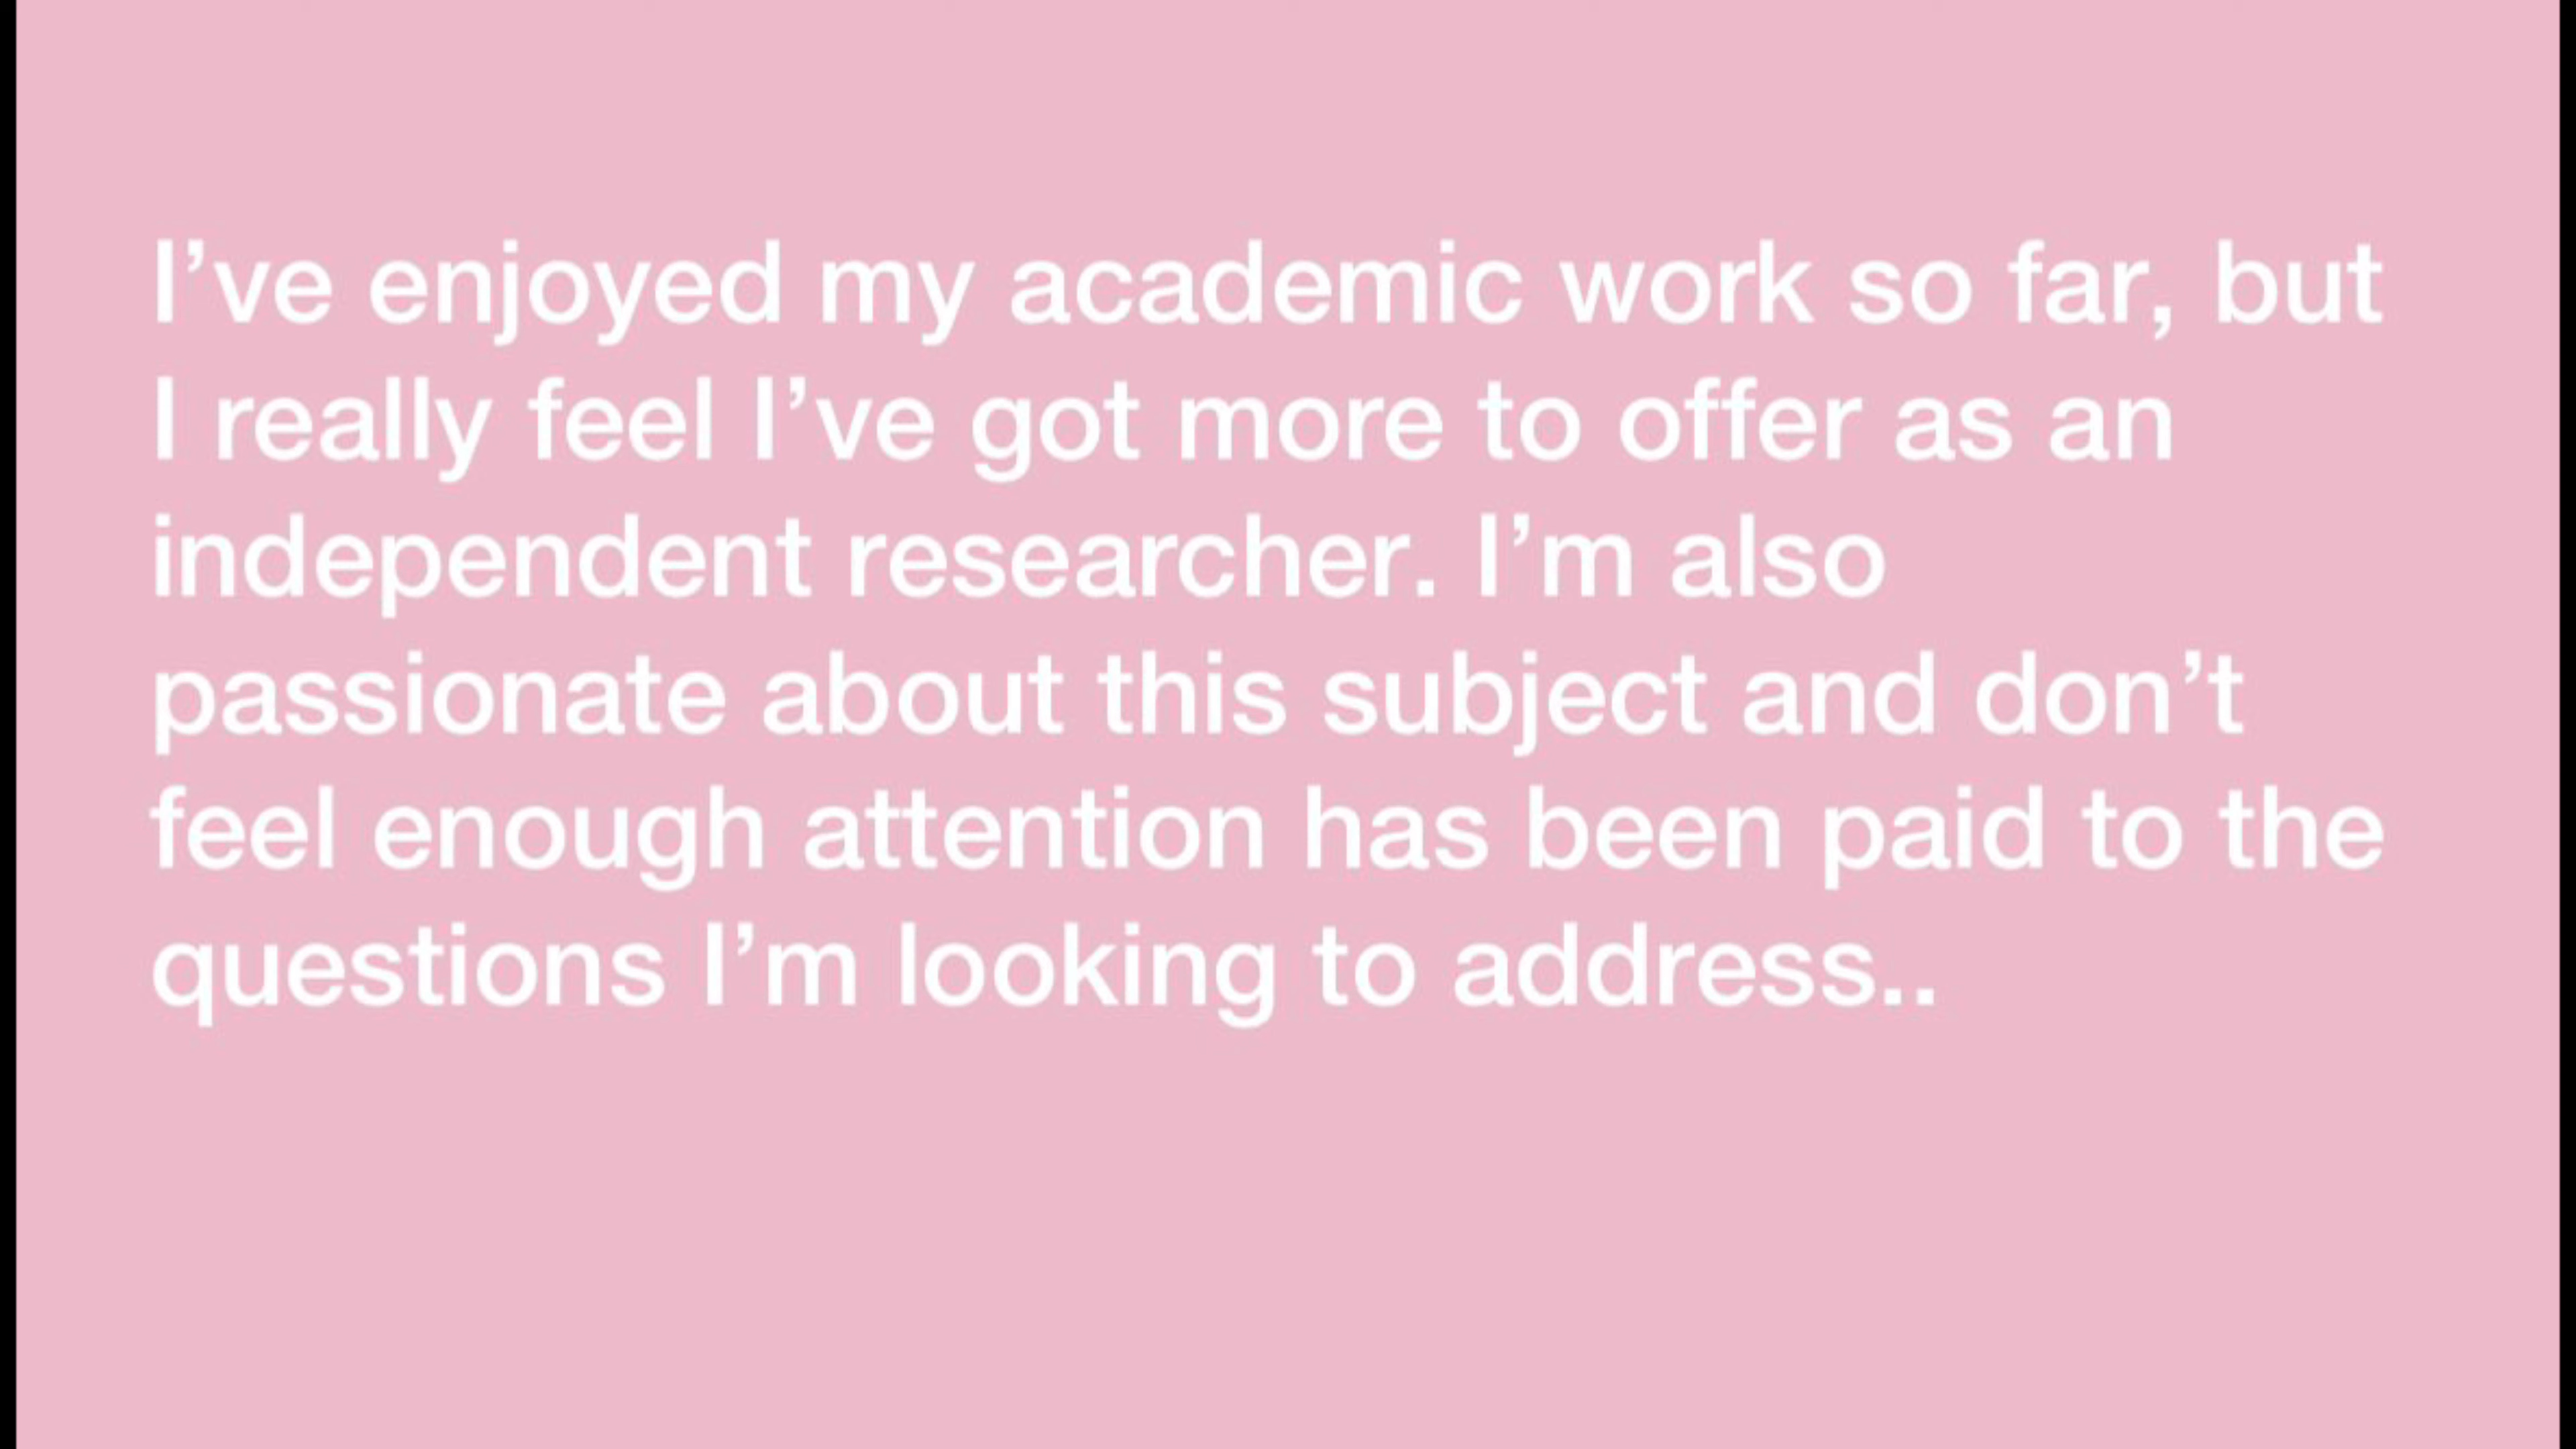 I’ve enjoyed my academic work so far, but
I really feel I’ve got more to offer as an
independent researcher. I’m also
passionate about this subject and don’t
feel enough attention has been paid to the
questions I’m looking to address..